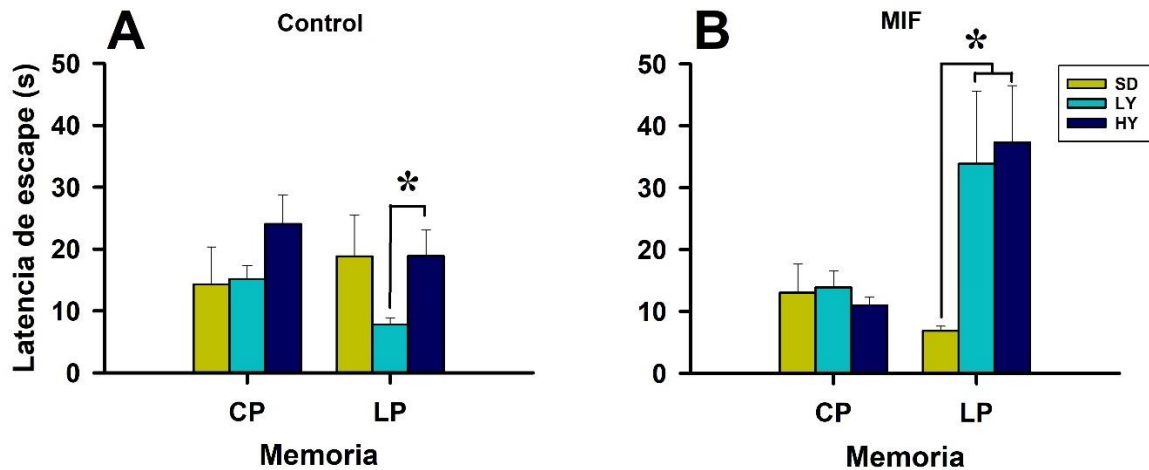 A
Control
Latencia de escape (s)
50
40
30
20
10
0
*
CP
LP
Memoria
B
MIF
50
40
30
20
10
0
*
CP
LP
Memoria
SD
LY
HY